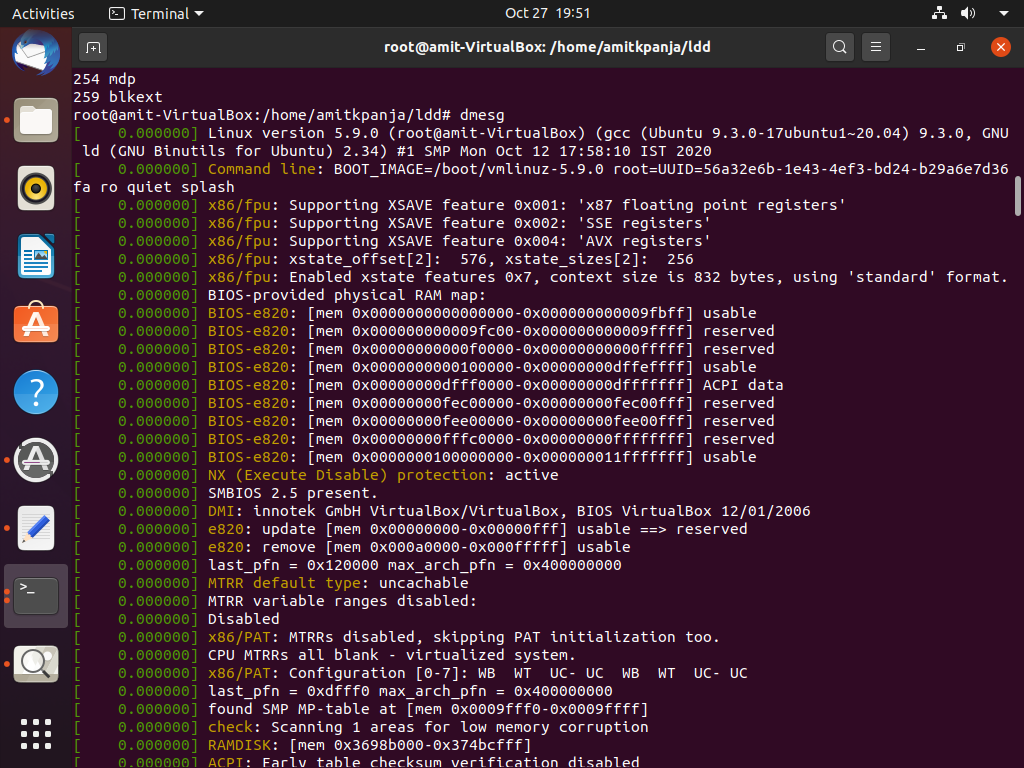 Activities
Terminal
Oct 27 19:51
root@amit-VirtualBox: /home/amitkpanja/ldd
254 mdp
259 blkext
root@amit-VirtualBox:/home/amitkpanja/ldd# dmesg
[    0.000000] Linux version 5.9.0 (root@amit-VirtualBox) (gcc (Ubuntu 9.3.0-17ubuntu1~20.04) 9.3.0, GNU
 ld (GNU Binutils for Ubuntu) 2.34) #1 SMP Mon Oct 12 17:58:10 IST 2020
[    0.000000] Command line: BOOT_IMAGE=/boot/vmlinuz-5.9.0 root=UUID=56a32e6b-1e43-4ef3-bd24-b29a6e7d36
fa ro quiet splash
[    0.000000] x86/fpu: Supporting XSAVE feature 0x001: 'x87 floating point registers'
[    0.000000] x86/fpu: Supporting XSAVE feature 0x002: 'SSE registers'
[    0.000000] x86/fpu: Supporting XSAVE feature 0x004: 'AVX registers'
[    0.000000] x86/fpu: xstate_offset[2]:  576, xstate_sizes[2]:  256
[    0.000000] x86/fpu: Enabled xstate features 0x7, context size is 832 bytes, using 'standard' format.
[    0.000000] BIOS-provided physical RAM map:
[    0.000000] BIOS-e820: [mem 0x0000000000000000-0x000000000009fbff] usable
[    0.000000] BIOS-e820: [mem 0x000000000009fc00-0x000000000009ffff] reserved
[    0.000000] BIOS-e820: [mem 0x00000000000f0000-0x00000000000fffff] reserved
[    0.000000] BIOS-e820: [mem 0x0000000000100000-0x00000000dffeffff] usable
[    0.000000] BIOS-e820: [mem 0x00000000dfff0000-0x00000000dfffffff] ACPI data
[    0.000000] BIOS-e820: [mem 0x00000000fec00000-0x00000000fec00fff] reserved
[    0.000000] BIOS-e820: [mem 0x00000000fee00000-0x00000000fee00fff] reserved
[    0.000000] BIOS-e820: [mem 0x00000000fffc0000-0x00000000ffffffff] reserved
[    0.000000] BIOS-e820: [mem 0x0000000100000000-0x000000011fffffff] usable
[    0.000000] NX (Execute Disable) protection: active
[    0.000000] SMBIOS 2.5 present.
[    0.000000] DMI: innotek GmbH VirtualBox/VirtualBox, BIOS VirtualBox 12/01/2006
[    0.000000] e820: update [mem 0x00000000-0x00000fff] usable ==> reserved
[    0.000000] e820: remove [mem 0x000a0000-0x000fffff] usable
[    0.000000] last_pfn = 0x120000 max_arch_pfn = 0x400000000
[    0.000000] MTRR default type: uncachable
[    0.000000] MTRR variable ranges disabled:
[    0.000000] Disabled
[    0.000000] x86/PAT: MTRRs disabled, skipping PAT initialization too.
[    0.000000] CPU MTRRs all blank - virtualized system.
[    0.000000] x86/PAT: Configuration [0-7]: WB  WT  UC- UC  WB  WT  UC- UC
[    0.000000] last_pfn = 0xdfff0 max_arch_pfn = 0x400000000
[    0.000000] found SMP MP-table at [mem 0x0009fff0-0x0009ffff]
[    0.000000] check: Scanning 1 areas for low memory corruption
[    0.000000] RAMDISK: [mem 0x3698b000-0x374bcfff]
[    0.000000] ACPI: Early table checksum verification disabled